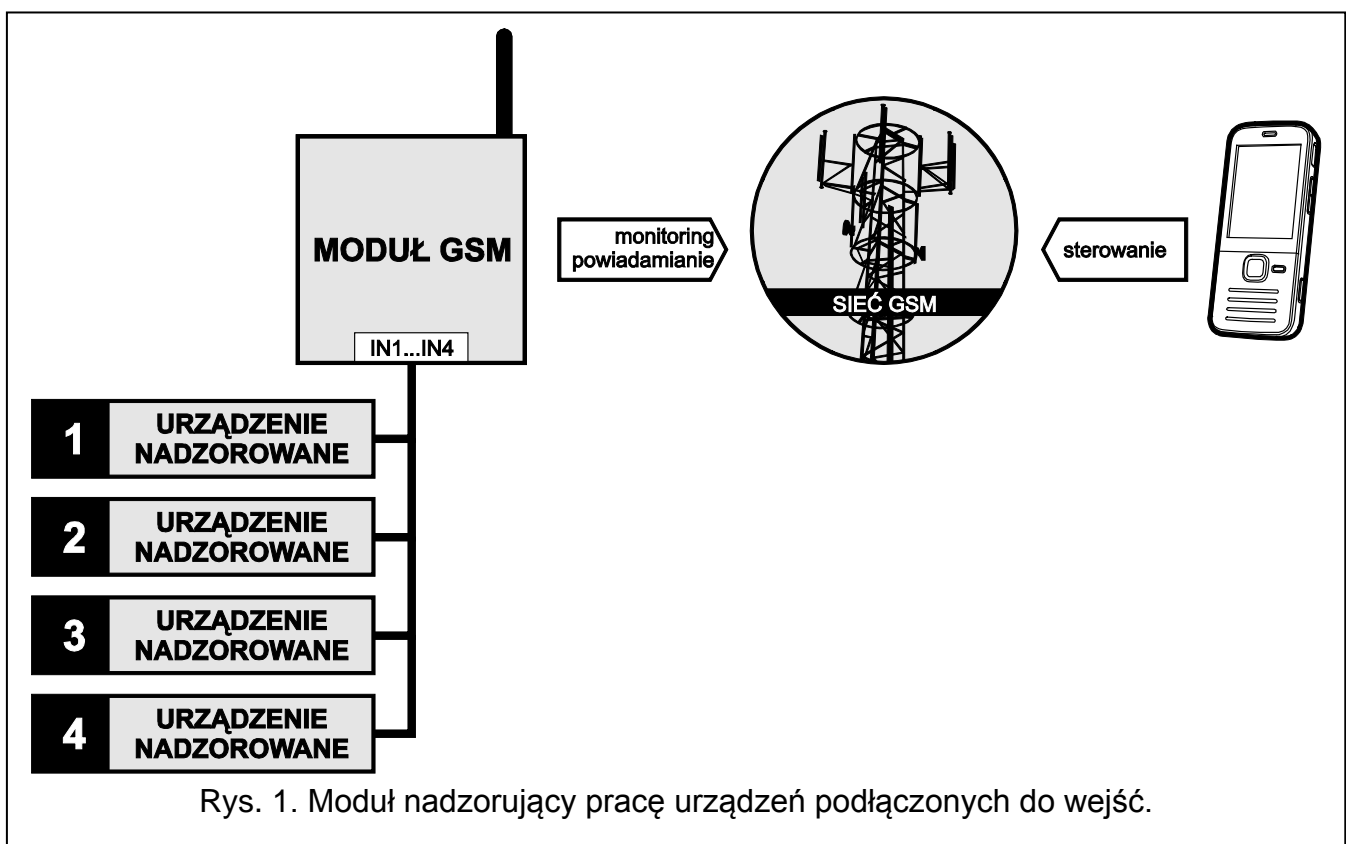 MODUŁ GSM
IN1...IN4
monitoring
powiadamianie
SIEĆ GSM
sterowanie
1
URZĄDZENIE
NADZOROWANE
2
URZĄDZENIE
NADZOROWANE
3
URZĄDZENIE
NADZOROWANE
4
URZĄDZENIE
NADZOROWANE
Rys. 1. Moduł nadzorujący pracę urządzeń podłączonych do wejść.